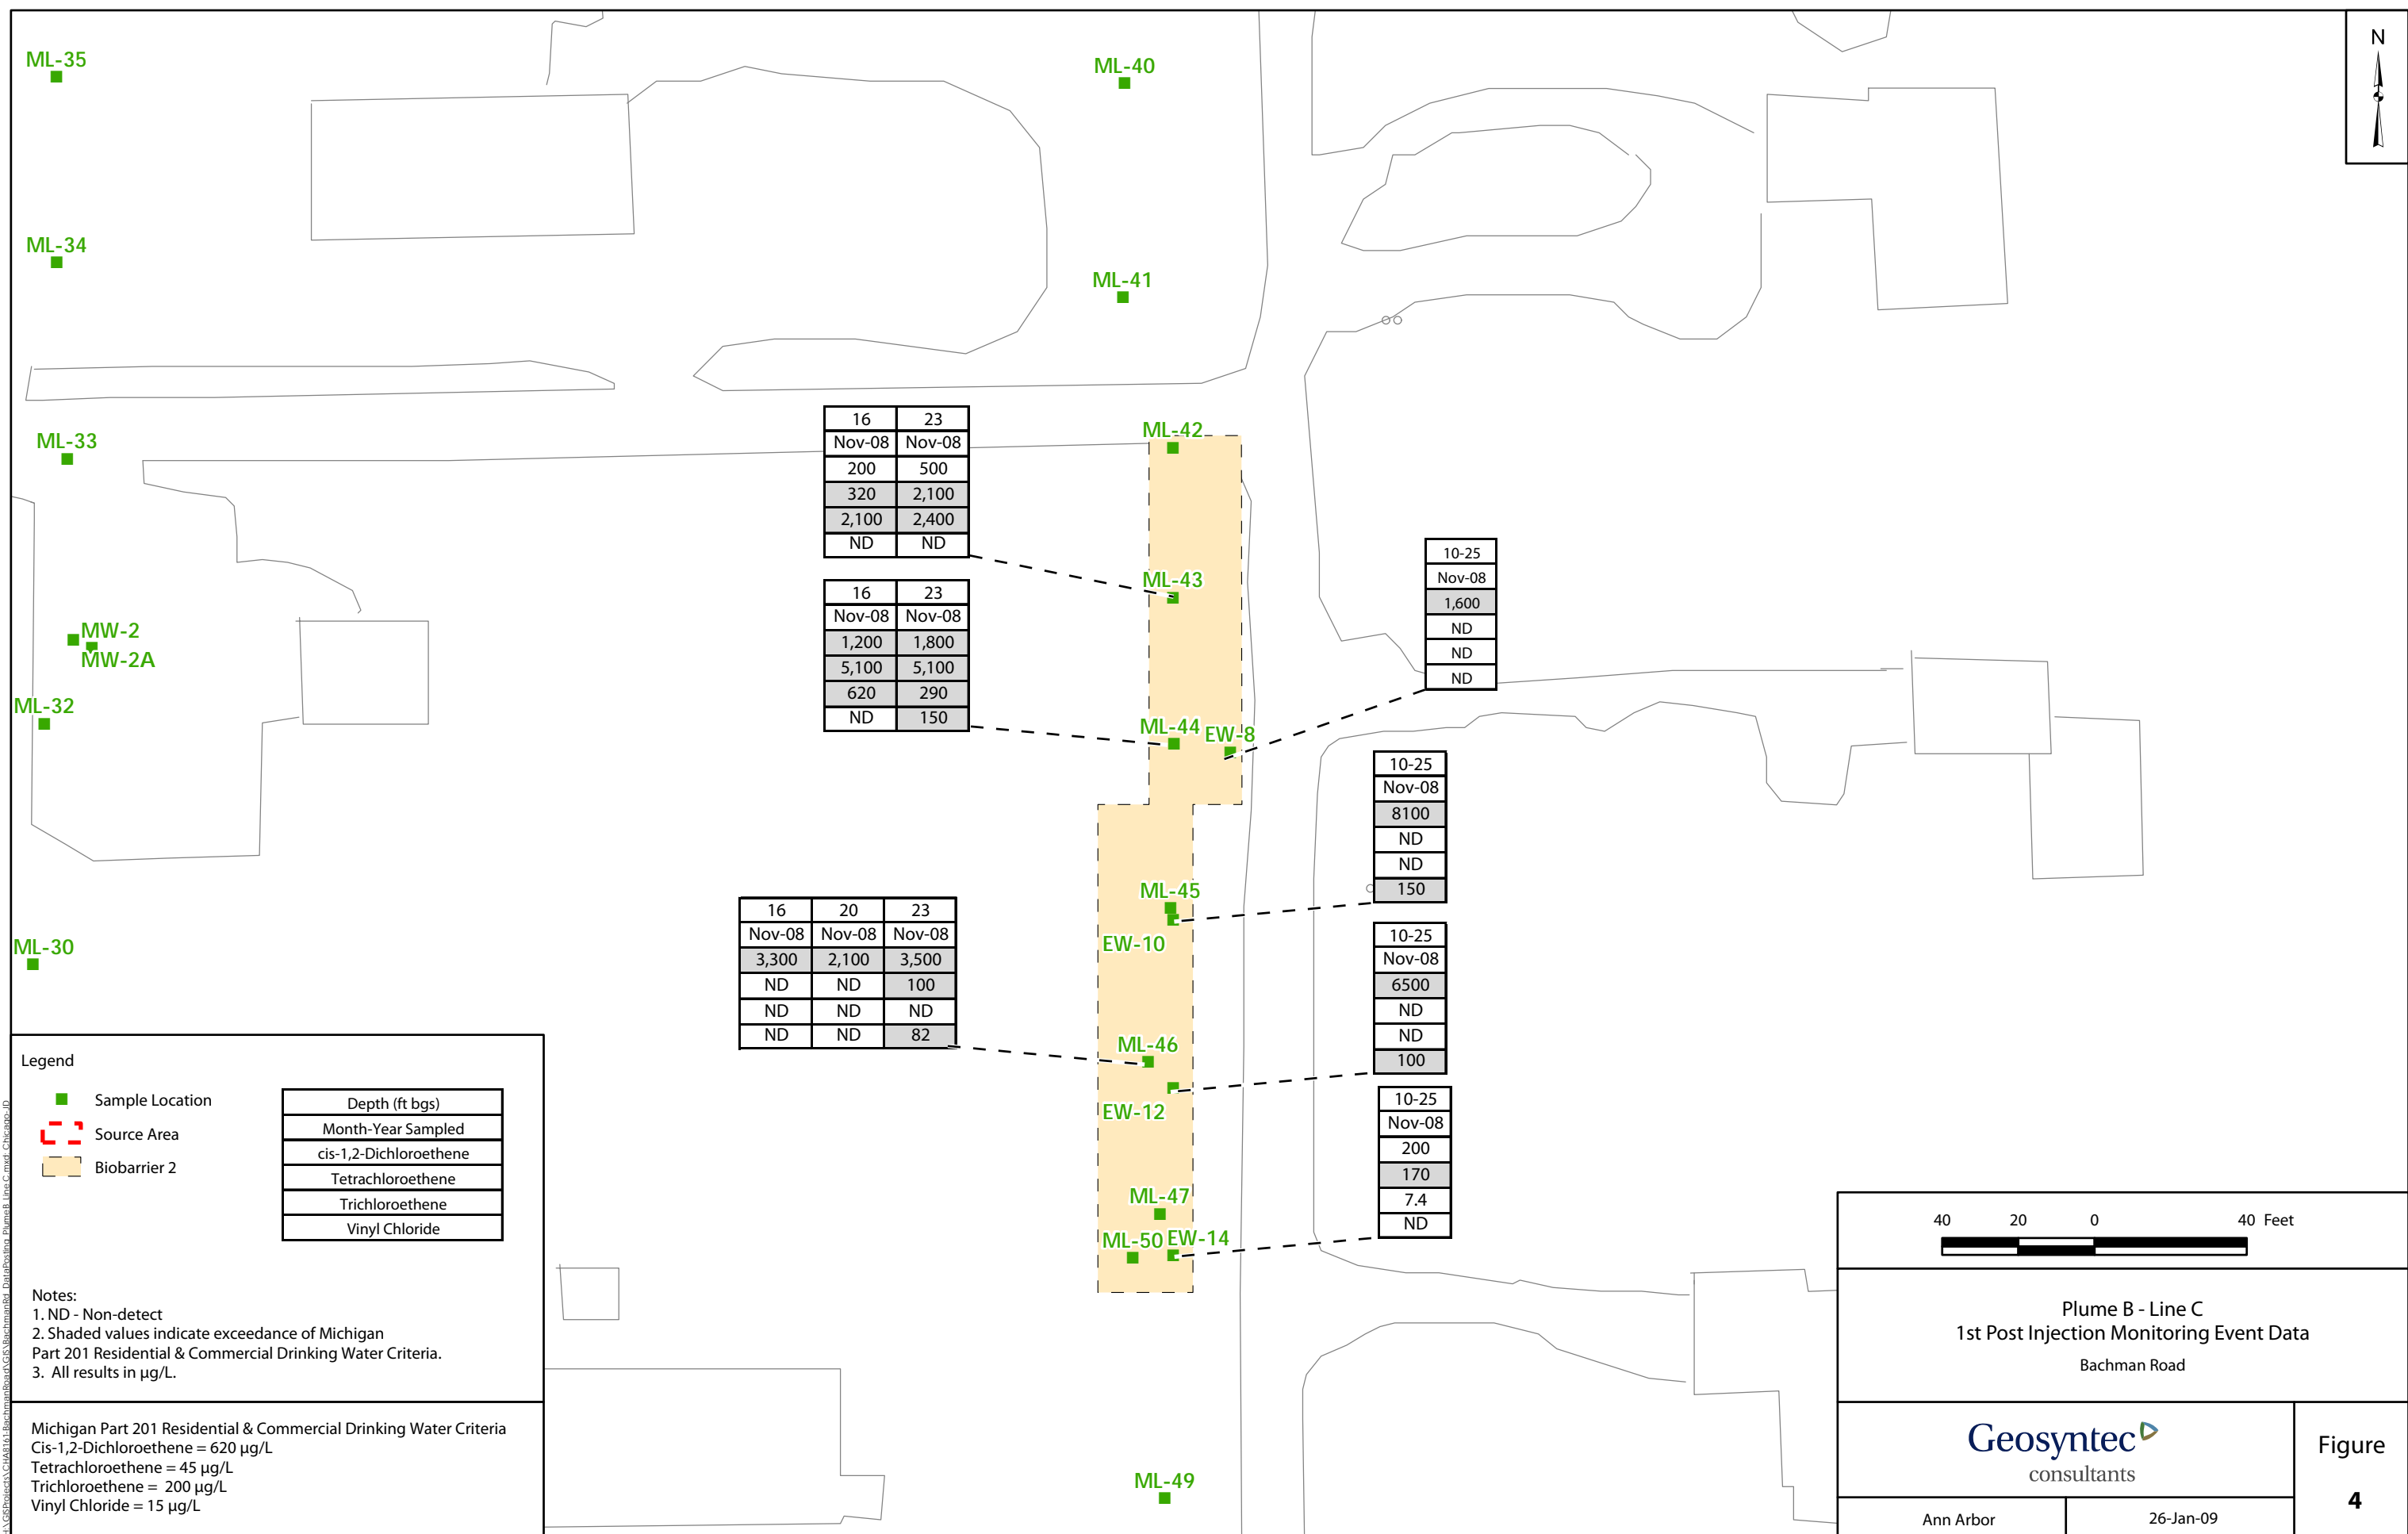 N
ML-35
ML-40
ML-34
ML-41
ML-33
ML-42
16 23
Nov-08 Nov-08
200 500
320 2,100
2,100 2,400
ND ND
ML-43
10-25
Nov-08
1,600
ND
ND
ND
16 23
Nov-08 Nov-08
1,200 1,800
5,100 5,100
620 290
ND 150
MW-2
MW-2A
ML-32
ML-44
EW-8
10-25
Nov-08
8100
ND
ND
150
ML-45
EW-10
16 20 23
Nov-08 Nov-08 Nov-08
3,300 2,100 3,500
ND ND 100
ND ND ND
ND ND 82
ML-30
10-25
Nov-08
6500
ND
ND
100
ML-46
EW-12
10-25
Nov-08
200
170
7.4
ND
ML-47
ML-50 EW-14
ML-49
Legend
Sample Location
Source Area
Biobarrier 2
Depth (ft bgs)
Month-Year Sampled
cis-1,2-Dichloroethene
Tetrachloroethene
Trichloroethene
Vinyl Chloride
Notes:
1. ND - Non-detect
2. Shaded values indicate exceedance of Michigan
Part 201 Residential & Commercial Drinking Water Criteria.
3. All results in µg/L.
Michigan Part 201 Residential & Commercial Drinking Water Criteria
Cis-1,2-Dichloroethene = 620 µg/L
Tetrachloroethene = 45 µg/L
Trichloroethene = 200 µg/L
Vinyl Chloride = 15 µg/L
40 20 0 40 Feet
Plume B - Line C
1st Post Injection Monitoring Event Data
Bachman Road
Geosyntec
consultants
Figure
4
Ann Arbor
26-Jan-09